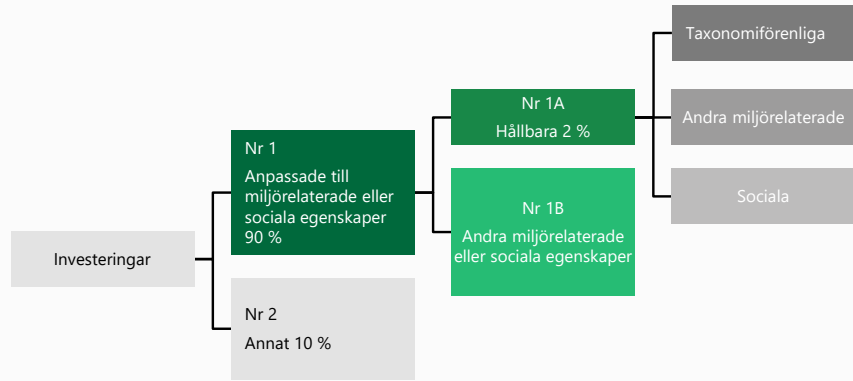 Investeringar
Nr 1
Anpassade till
miljörelaterade eller
sociala egenskaper
90 %
Nr 2
Annat 10 %
Nr 1A
Hållbara 2 %
Nr 1B
Andra miljörelaterade
eller sociala egenskaper
Taxonomiförenliga
Andra miljörelaterade
Sociala